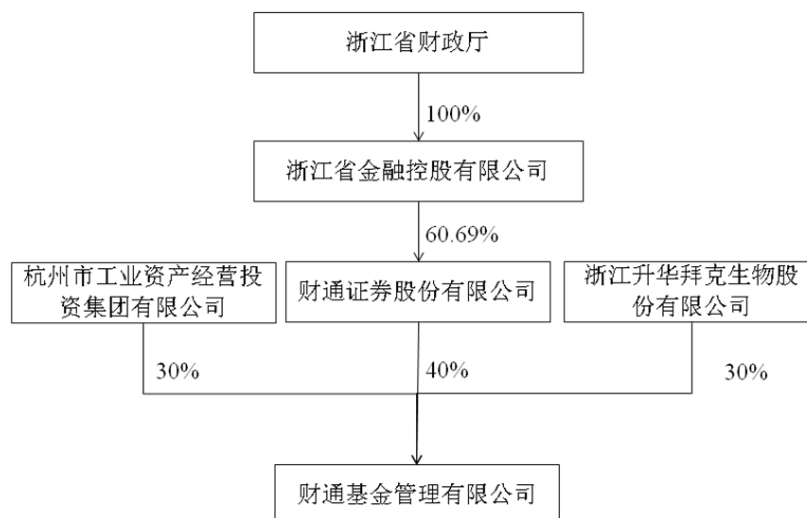 浙江省财政厅
100%
浙江省金融控股有限公司
60.69%
杭州市工业资产经营投
资集团有限公司
财通证券股份有限公司
浙江升华拜克生物股
份有限公司
30%
40%
30%
财通基金管理有限公司